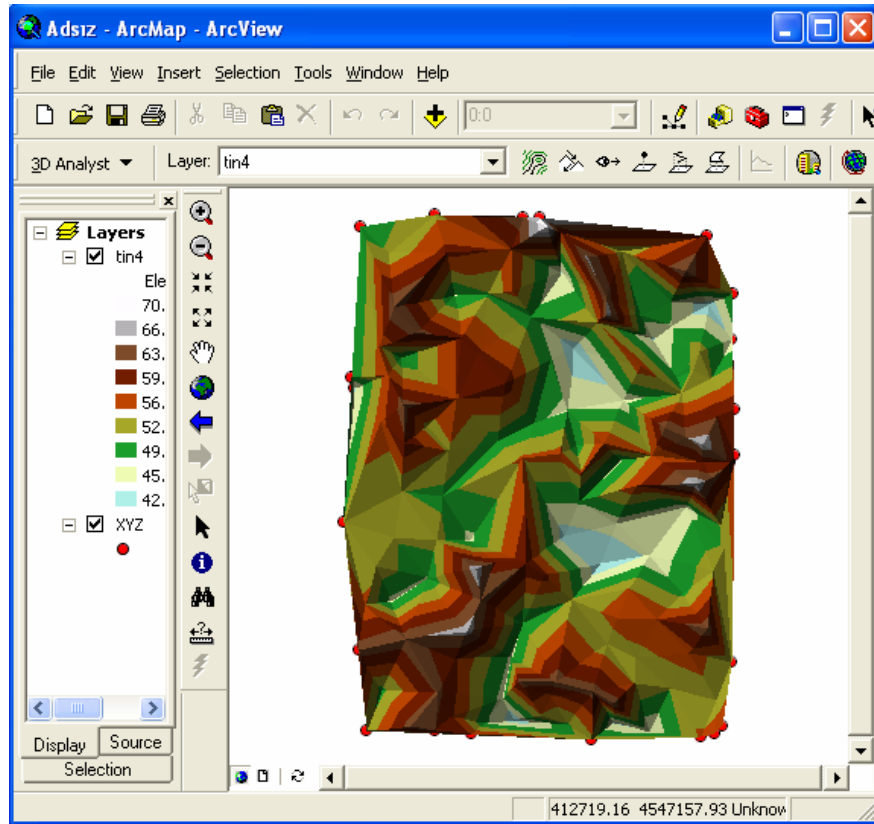 Adsız - ArcMap - ArcView
File Edit View Insert Selection Tools Window Help
0:0
3D Analyst Layer: tin4
Layers
tin4
Ele
70.
66.
63.
59.
56.
52.
49.
45.
42.
XYZ
Display Source
Selection
412719.16 4547157.93 Unknow